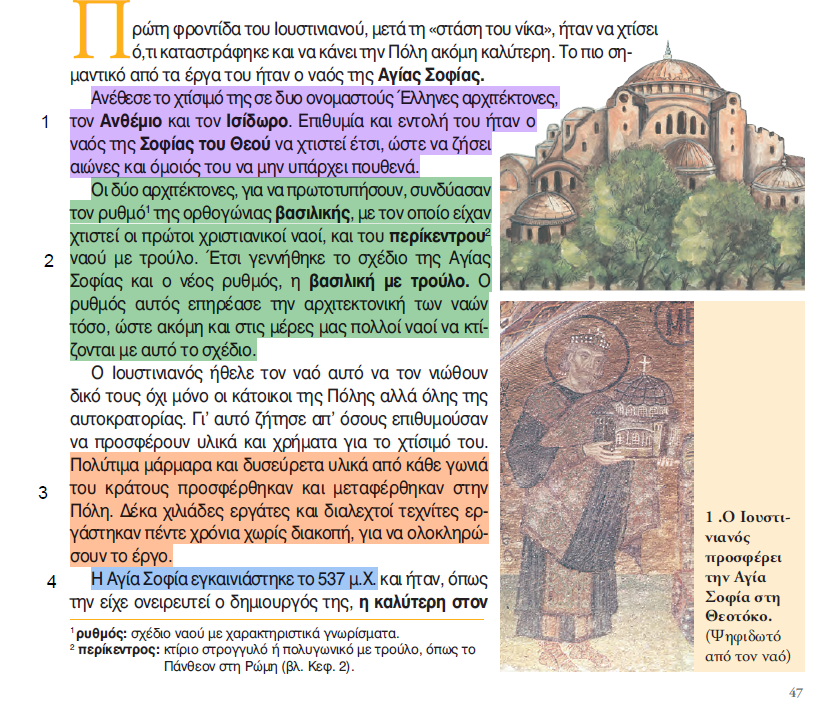 Πρώτη φροντίδα του Ιουστινιανού, μετά τη «στάση του νίκα», ήταν να χτίσει
ό,τι καταστράφηκε και να κάνει την Πόλη ακόμη καλύτερη. Το πιο ση-
μαντικό από τα έργα του ήταν ο ναός της Αγίας Σοφίας.
Ανέθεσε το χτίσιμό της σε δυο ονομαστούς Έλληνες αρχιτέκτονες,
1 τον Ανθέμιο και τον Ισίδωρο. Επιθυμία και εντολή του ήταν ο
ναός της Σοφίας του Θεού να χτιστεί έτσι, ώστε να ζήσει
αιώνες και όμοιός του να μην υπάρχει πουθενά.
Οι δύο αρχιτέκτονες, για να πρωτοτυπήσουν, συνδύασαν
τον ρυθμό1 της ορθογώνιας βασιλικής, με τον οποίο είχαν
χτιστεί οι πρώτοι χριστιανικοί ναοί, και του περίκεντρου2
2 ναού με τρούλο. Έτσι γεννήθηκε το σχέδιο της Αγίας
Σοφίας και ο νέος ρυθμός, η βασιλική με τρούλο. Ο
ρυθμός αυτός επηρέασε την αρχιτεκτονική των ναών
τόσο, ώστε ακόμη και στις μέρες μας πολλοί ναοί να κτί-
ζονται με αυτό το σχέδιο.
Ο Ιουστινιανός ήθελε τον ναό αυτό να τον νιώθουν
δικό τους όχι μόνο οι κάτοικοι της Πόλης αλλά όλης της
αυτοκρατορίας. Γι' αυτό ζήτησε απ' όσους επιθυμούσαν
να προσφέρουν υλικά και χρήματα για το χτίσιμό του.
Πολύτιμα μάρμαρα και δυσεύρετα υλικά από κάθε γωνιά
3 του κράτους προσφέρθηκαν και μεταφέρθηκαν στην
Πόλη. Δέκα χιλιάδες εργάτες και διαλεχτοί τεχνίτες ερ-
γάστηκαν πέντε χρόνια χωρίς διακοπή, για να ολοκληρώ-
σουν το έργο.
4 Η Αγία Σοφία εγκαινιάστηκε το 537 μ.Χ. και ήταν, όπως
την είχε ονειρευτεί ο δημιουργός της, η καλύτερη στον
1 ρυθμός: σχέδιο ναού με χαρακτηριστικά γνωρίσματα.
2 περίκεντρος: κτίριο στρογγυλό ή πολυγωνικό με τρούλο, όπως το
Πάνθεον στη Ρώμη (βλ. Κεφ. 2).
ΜΡ
1 .Ο Ιουστι-
νιανός
προσφέρει
την Αγία
Σοφία στη
Θεοτόκο.
(Ψηφιδωτό
από τον ναό)
47